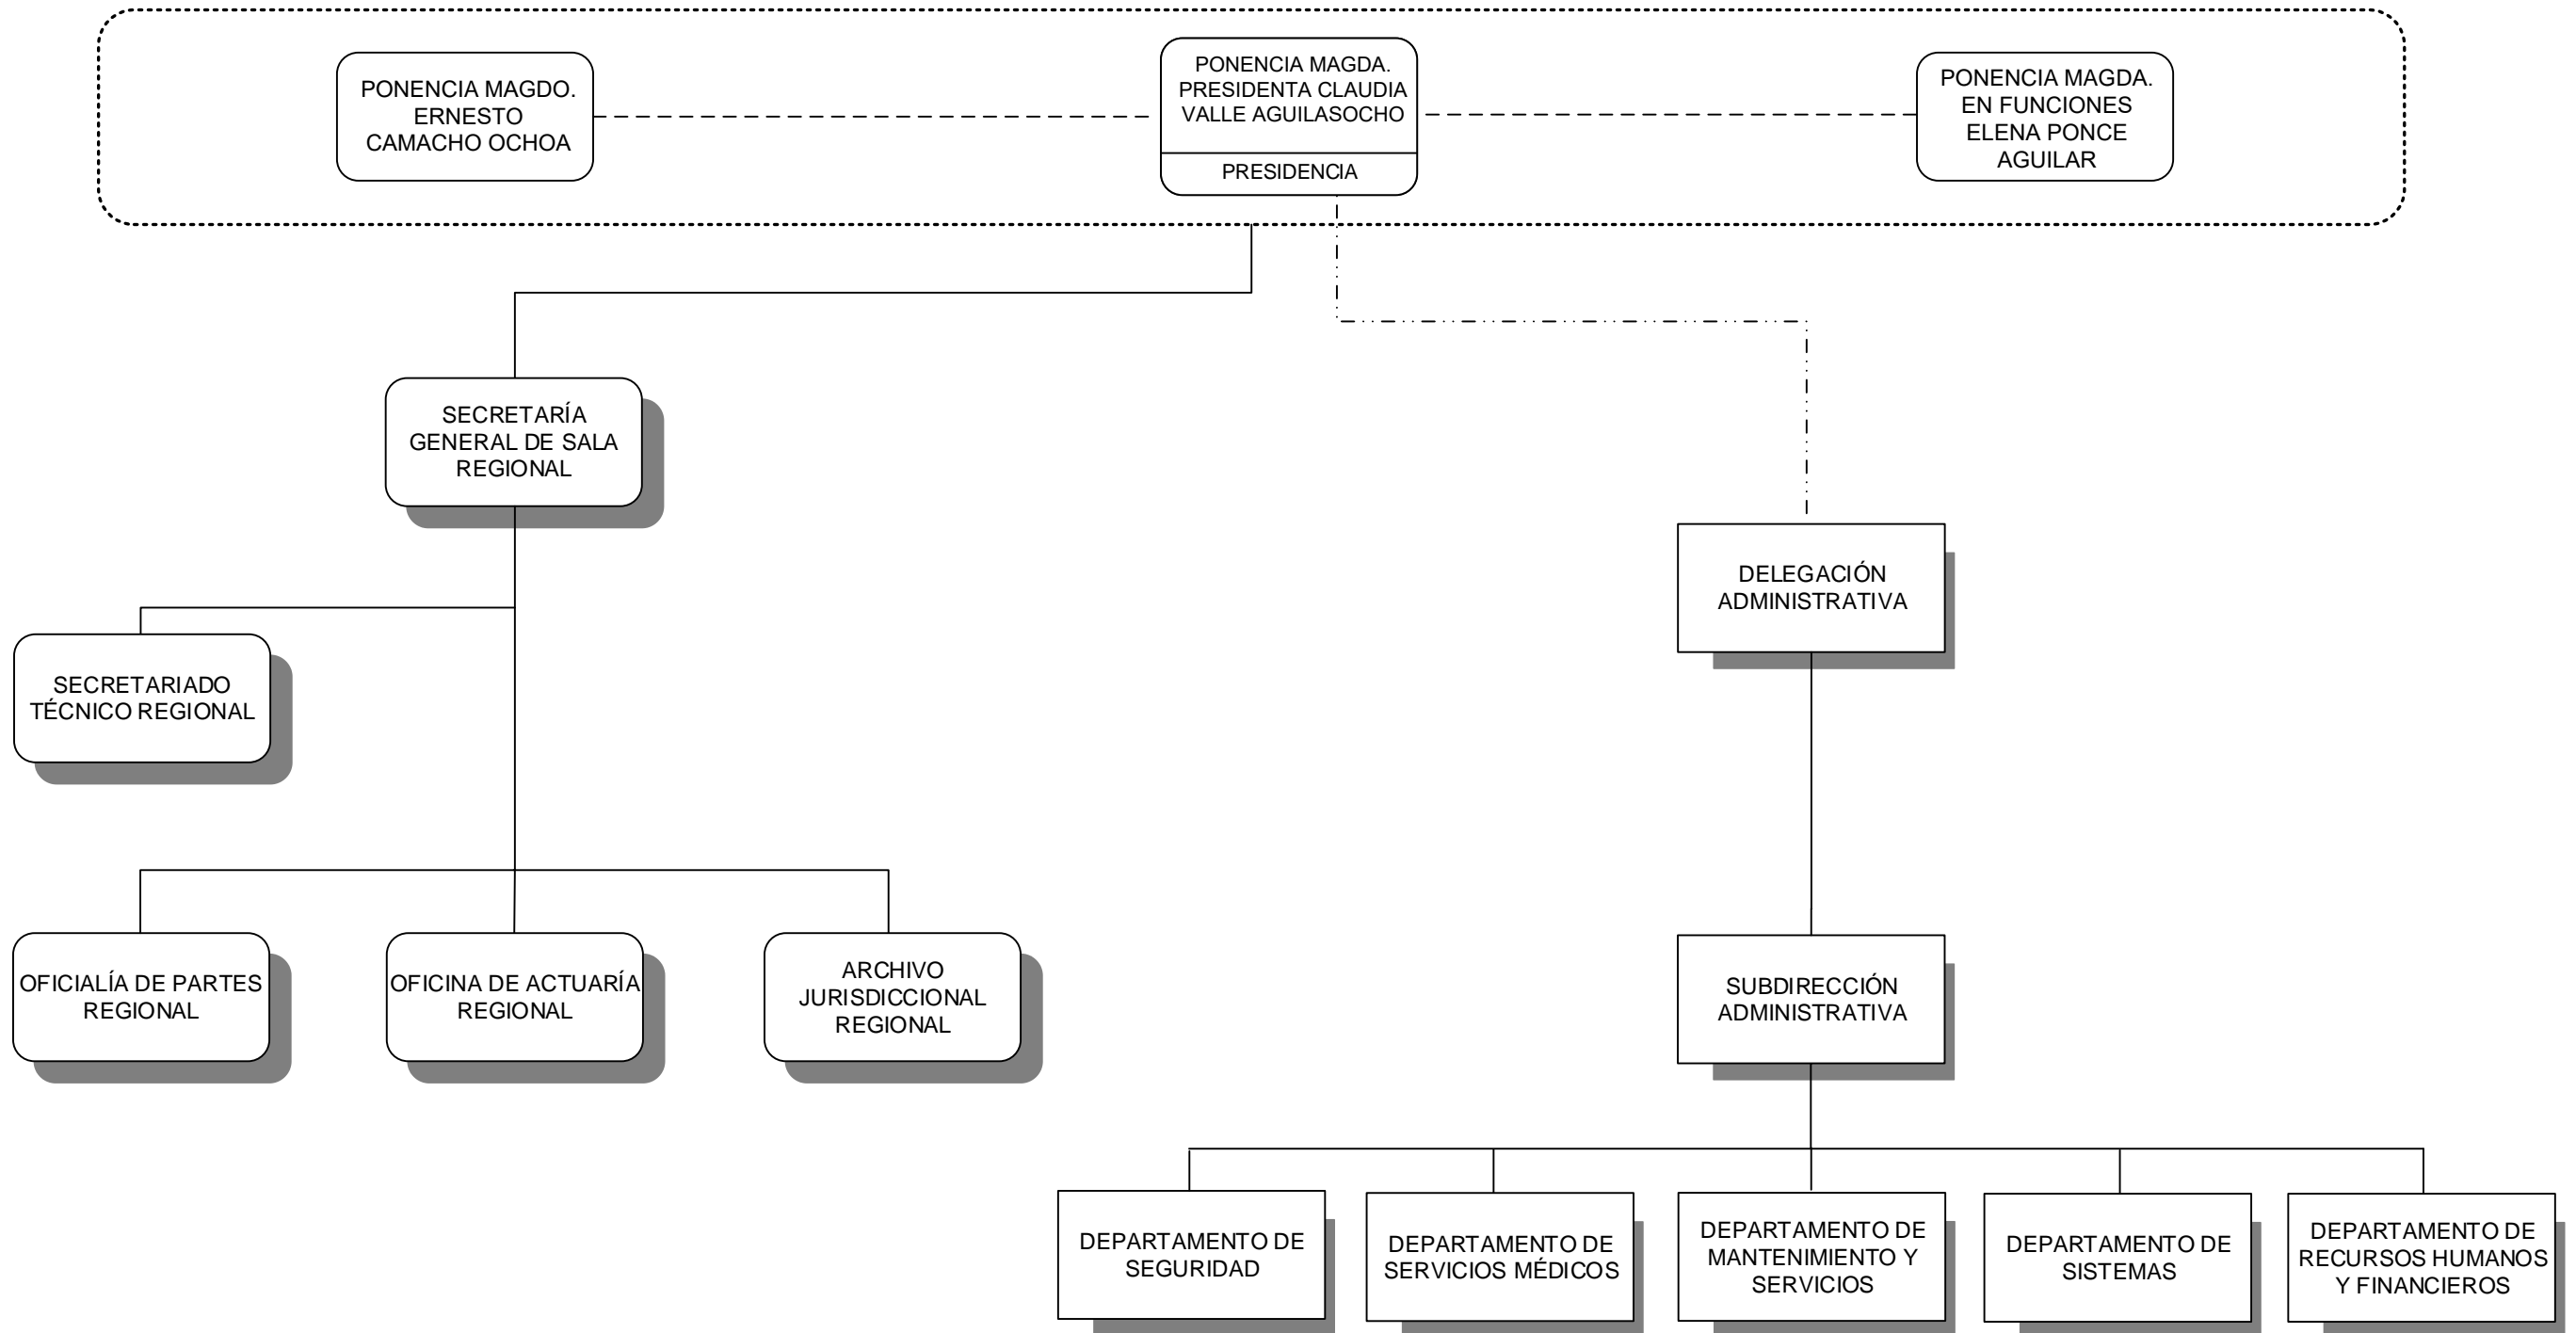 PONENCIA MAGDO.
ERNESTO
CAMACHO OCHOA
PONENCIA MAGDA.
PRESIDENTA CLAUDIA
VALLE AGUILASOCHO
PRESIDENCIA
PONENCIA MAGDA.
EN FUNCIONES
ELENA PONCE
AGUILAR
SECRETARÍA
GENERAL DE SALA
REGIONAL
DELEGACIÓN
ADMINISTRATIVA
SECRETARIADO
TÉCNICO REGIONAL
OFICIALÍA DE PARTES
REGIONAL
OFICINA DE ACTUARÍA
REGIONAL
ARCHIVO
JURISDICCIONAL
REGIONAL
SUBDIRECCIÓN
ADMINISTRATIVA
DEPARTAMENTO DE
SEGURIDAD
DEPARTAMENTO DE
SERVICIOS MÉDICOS
DEPARTAMENTO DE
MANTENIMIENTO Y
SERVICIOS
DEPARTAMENTO DE
SISTEMAS
DEPARTAMENTO DE
RECURSOS HUMANOS
Y FINANCIEROS